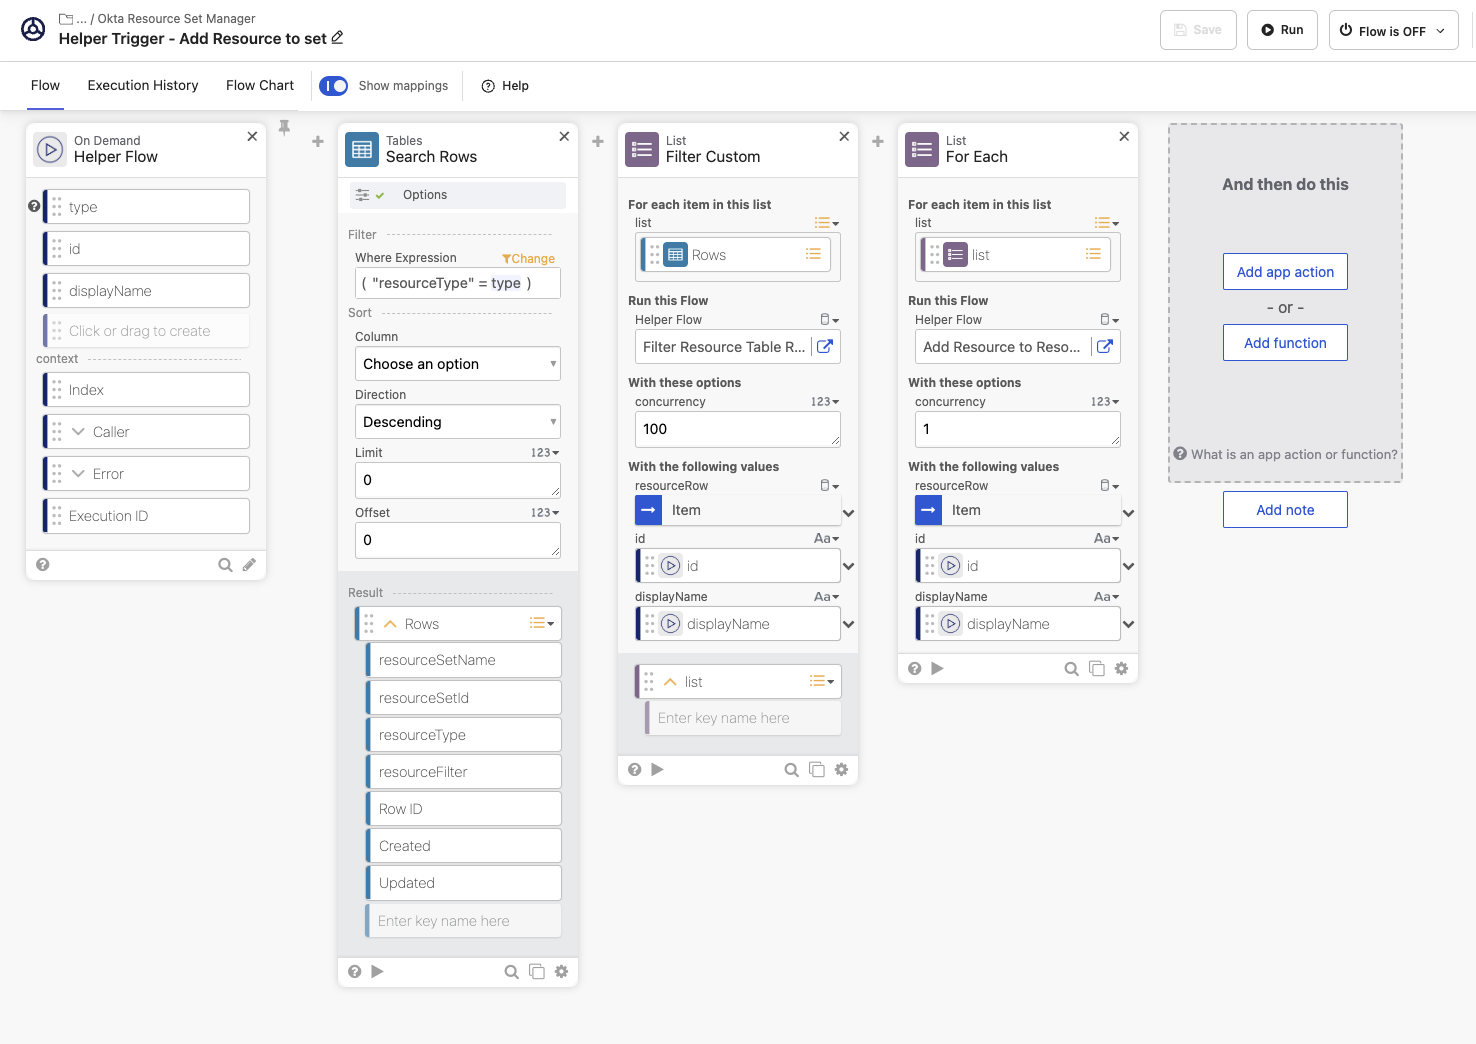 ... / Okta Resource Set Manager
Helper Trigger - Add Resource to set
Save
Run
Flow is OFF
Flow
Execution History
Flow Chart
Show mappings
Help
On Demand
Helper Flow
type
id
displayName
Click or drag to create
context
Index
Caller
Error
Execution ID
Tables
Search Rows
Options
Filter
Where Expression
Change
( "resourceType" = type )
Sort
Column
Choose an option
Direction
Descending
Limit
123
0
Offset
123
0
Result
Rows
resourceSetName
resourceSetId
resourceType
resourceFilter
Row ID
Created
Updated
Enter key name here
List
Filter Custom
For each item in this list
list
Rows
Run this Flow
Helper Flow
Filter Resource Table R...
With these options
concurrency
123
100
With the following values
resourceRow
Item
id
Aa
id
displayName
Aa
displayName
list
Enter key name here
List
For Each
For each item in this list
list
list
Run this Flow
Helper Flow
Add Resource to Reso...
With these options
concurrency
123
1
With the following values
resourceRow
Item
id
Aa
id
displayName
Aa
displayName
And then do this
Add app action
- or -
Add function
What is an app action or function?
Add note